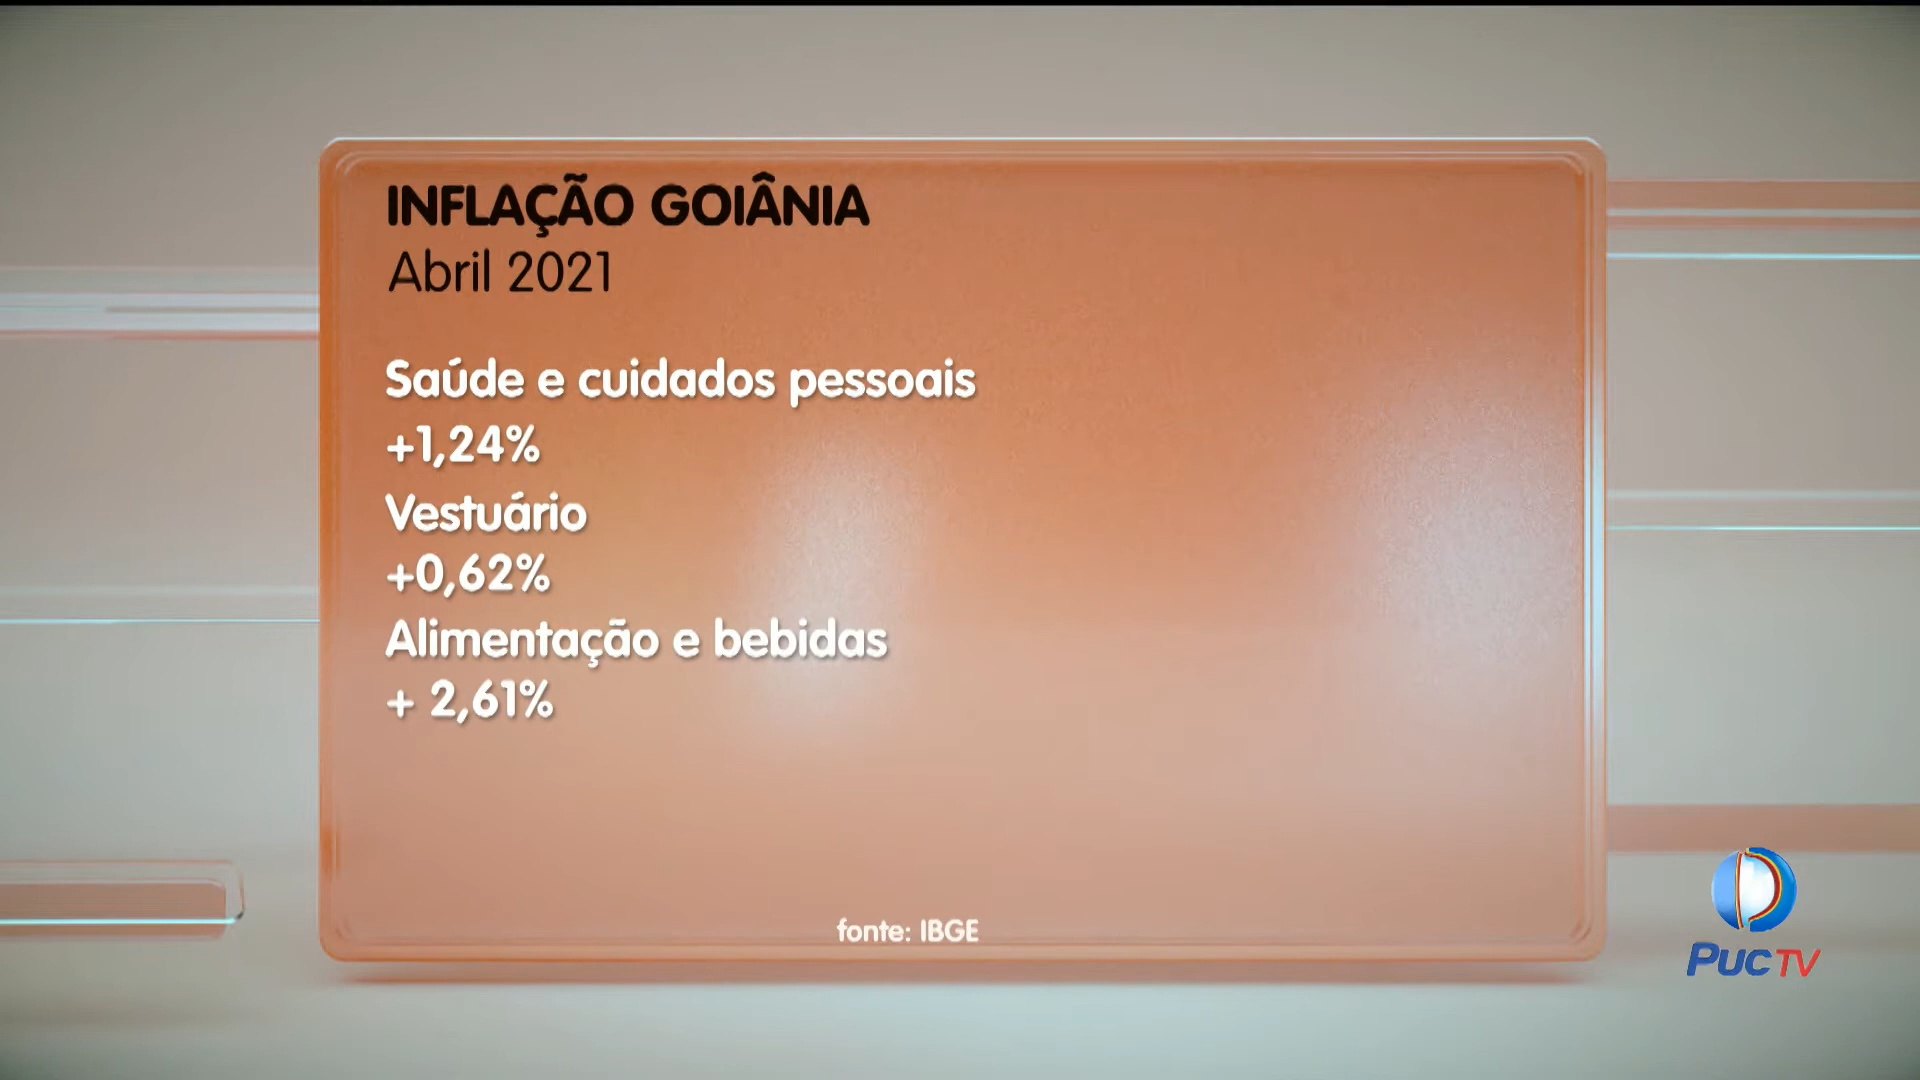 INFLAÇÃO GOIÂNIA
Abril 2021
Saúde e cuidados pessoais
+1,24%
Vestuário
+0,62%
Alimentação e bebidas
+ 2,61%
fonte: IBGE
PUC TV